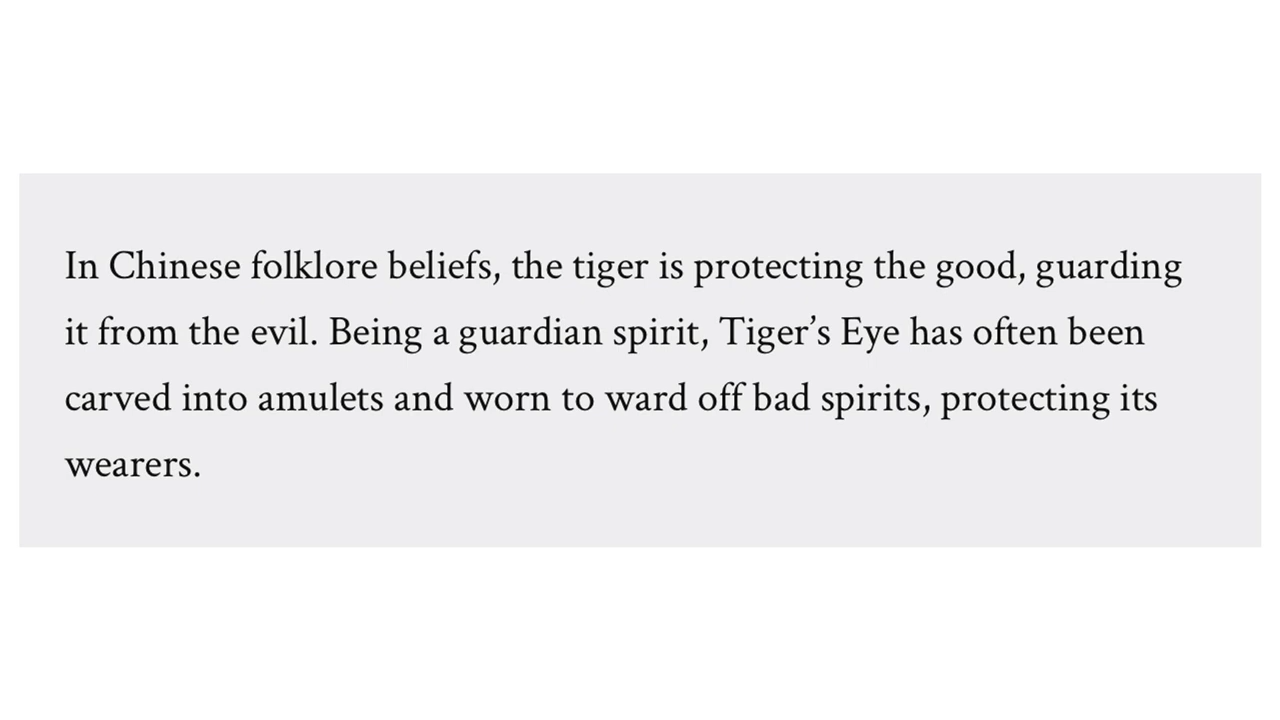 In Chinese folklore beliefs, the tiger is protecting the good, guarding
it from the evil. Being a guardian spirit, Tiger’s Eye has often been
carved into amulets and worn to ward off bad spirits, protecting its
wearers.